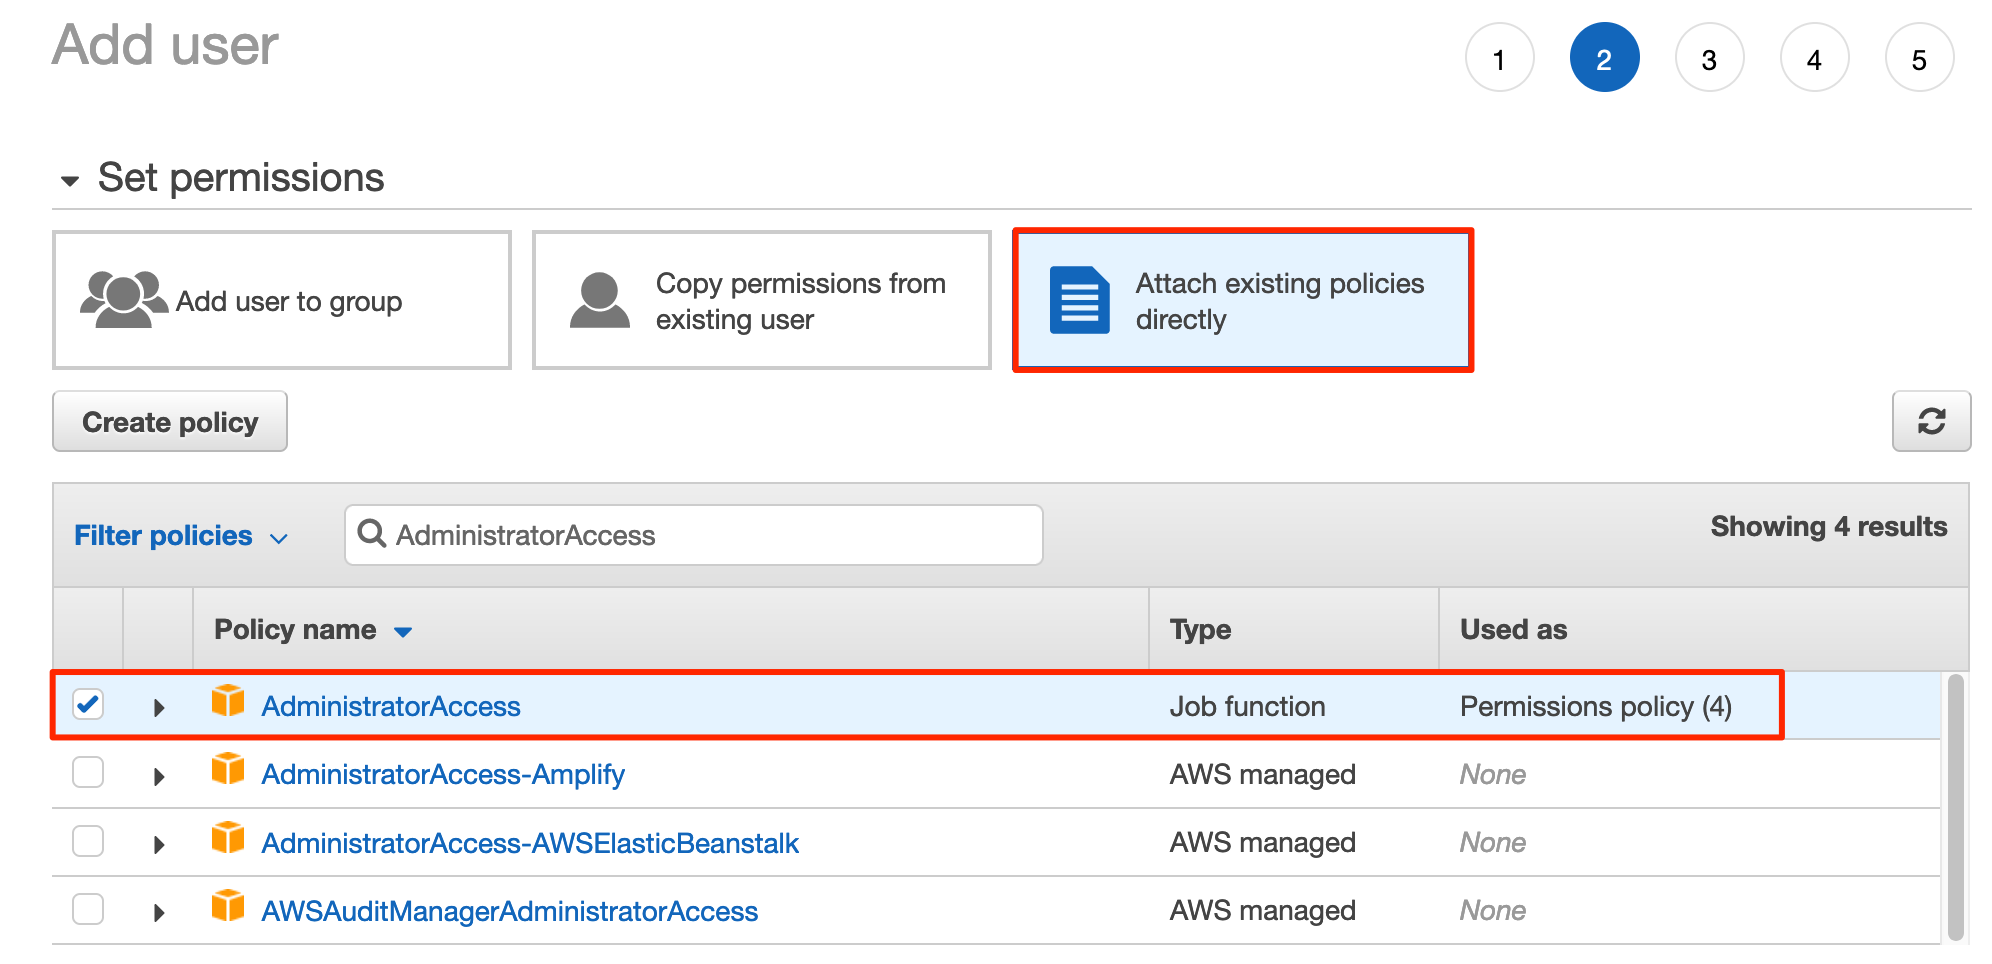 Add user
1 2 3 4 5
Set permissions
Add user to group
Copy permissions from
existing user
Attach existing policies
directly
Create policy
Filter policies
AdministratorAccess
Showing 4 results
Policy name Type Used as
AdministratorAccess Job function Permissions policy (4)
AdministratorAccess-Amplify AWS managed None
AdministratorAccess-AWSElasticBeanstalk AWS managed None
AWSAuditManagerAdministratorAccess AWS managed None